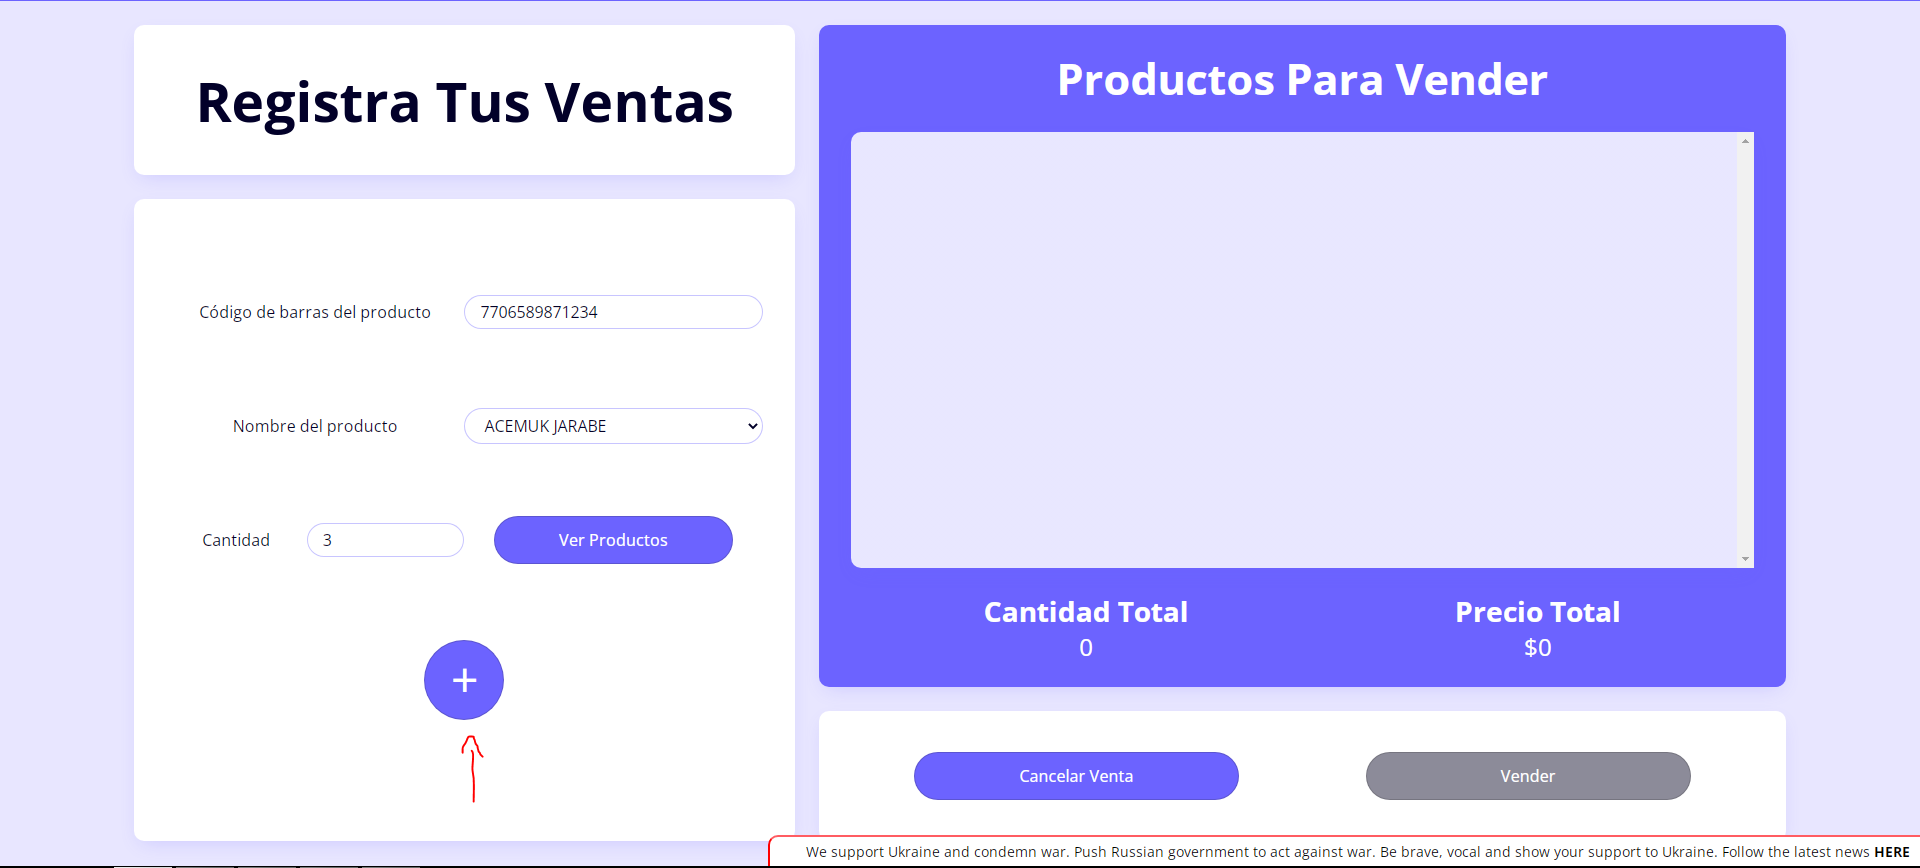 Registra Tus Ventas
Código de barras del producto 7706589871234
Nombre del producto ACEMUK JARABE
Cantidad 3 Ver Productos
+
Productos Para Vender
Cantidad Total Precio Total
0 $0
Cancelar Venta Vender
We support Ukraine and condemn war. Push Russian government to act against war. Be brave, vocal and show your support to Ukraine. Follow the latest news HERE